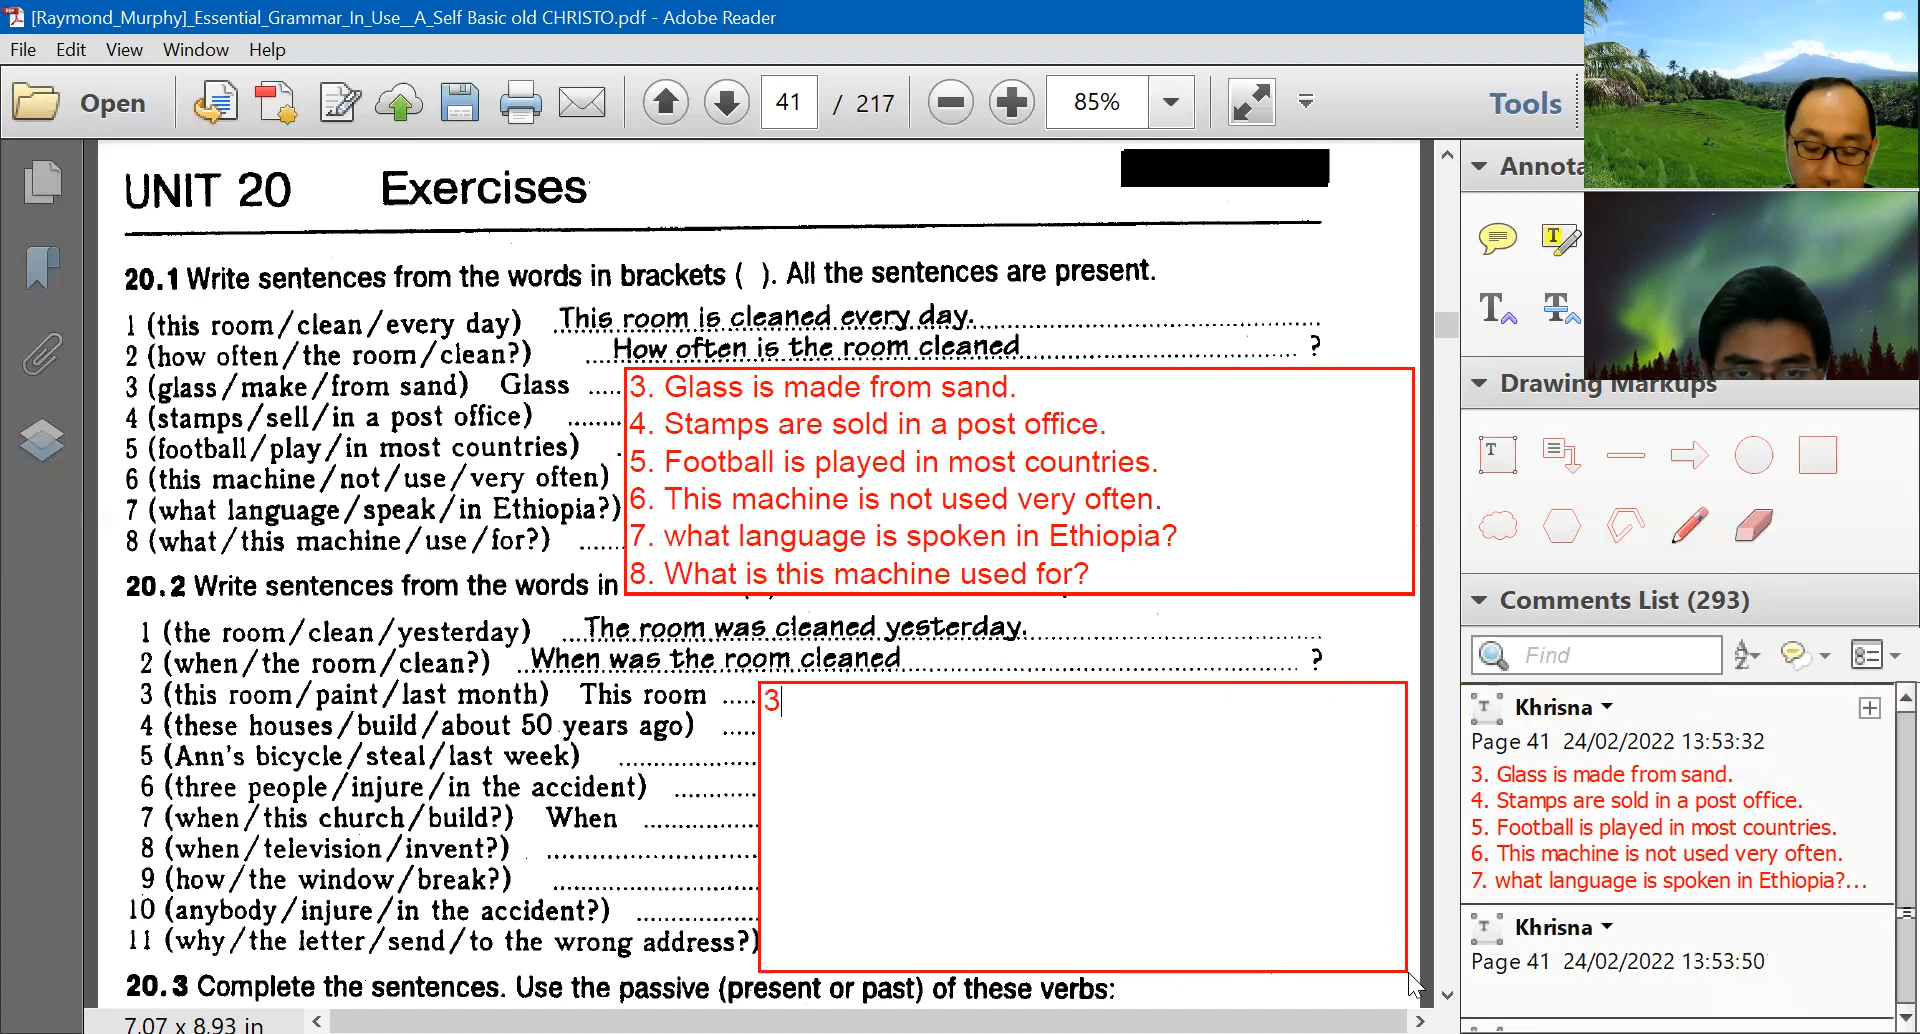 [Raymond_Murphy]_Essential_Grammar_In_Use__A_Self Basic old CHRISTO.pdf - Adobe Reader
File Edit View Window Help
Open 41 / 217 85% Tools
UNIT 20 Exercises
20.1 Write sentences from the words in brackets ( ). All the sentences are present.
1 (this room/clean/every day) This room is cleaned every day.
2 (how often/the room/clean?) How often is the room cleaned ?
3 (glass/make/from sand) Glass
4 (stamps/sell/in a post office)
5 (football/play/in most countries)
6 (this machine/not/use/very often)
7 (what language/speak/in Ethiopia?)
8 (what/this machine/use/for?)
3. Glass is made from sand.
4. Stamps are sold in a post office.
5. Football is played in most countries.
6. This machine is not used very often.
7. what language is spoken in Ethiopia?
8. What is this machine used for?
20.2 Write sentences from the words in
1 (the room/clean/yesterday) The room was cleaned yesterday.
2 (when/the room/clean?) When was the room cleaned ?
3 (this room/paint/last month) This room
4 (these houses/build/about 50 years ago)
5 (Ann's bicycle/steal/last week)
6 (three people/injure/in the accident)
7 (when/this church/build?) When
8 (when/television/invent?)
9 (how/the window/break?)
10 (anybody/injure/in the accident?)
11 (why/the letter/send/to the wrong address?)
3
20.3 Complete the sentences. Use the passive (present or past) of these verbs:
7,07 x 8,93 in
Annota
Drawing Markups
Comments List (293)
Find
Khrisna
Page 41 24/02/2022 13:53:32
3. Glass is made from sand.
4. Stamps are sold in a post office.
5. Football is played in most countries.
6. This machine is not used very often.
7. what language is spoken in Ethiopia?...
Khrisna
Page 41 24/02/2022 13:53:50